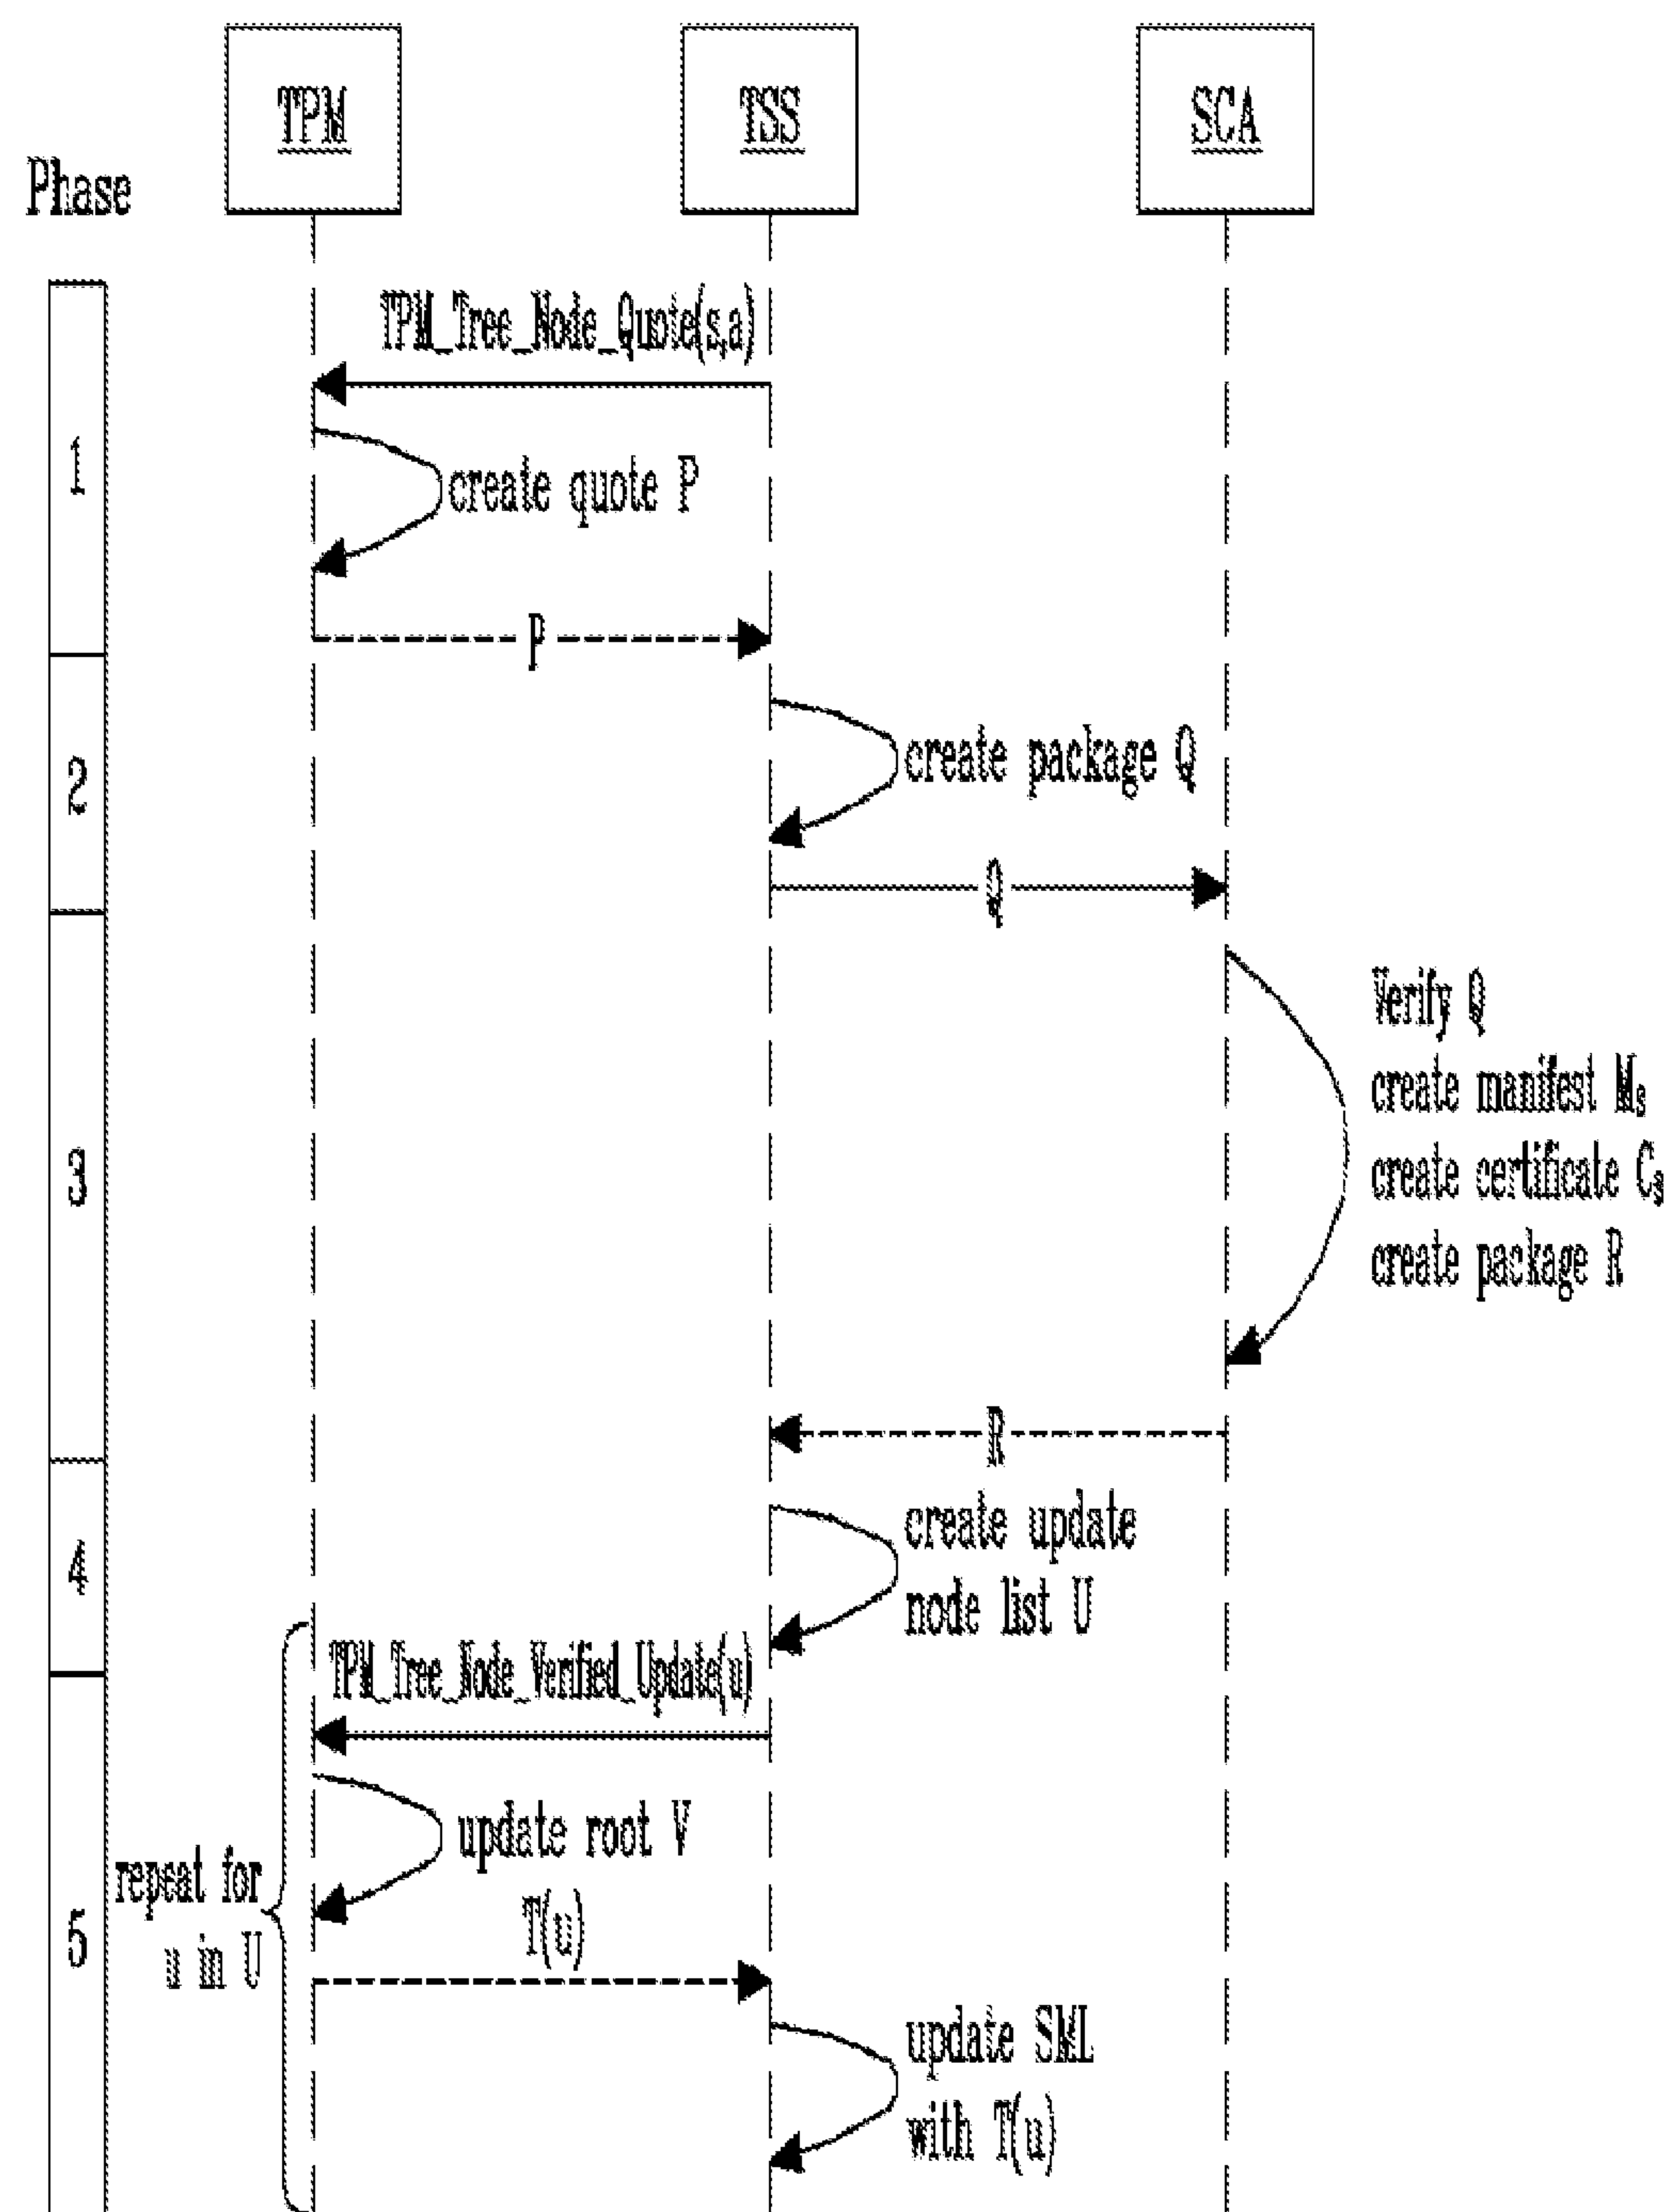 TPM
TSS
SCA
Phase
TPM_Tree_Node_Quote(s,a)
1
create quote P
P
2
create package Q
Q
3
Verify Q
create manifest Ms
create certificate Cs
create package R
R
4
create update
node list U
TPM_Tree_Node_Verified_Update(u)
update root V
repeat for
u in U
T(u)
5
update SML
with T(u)